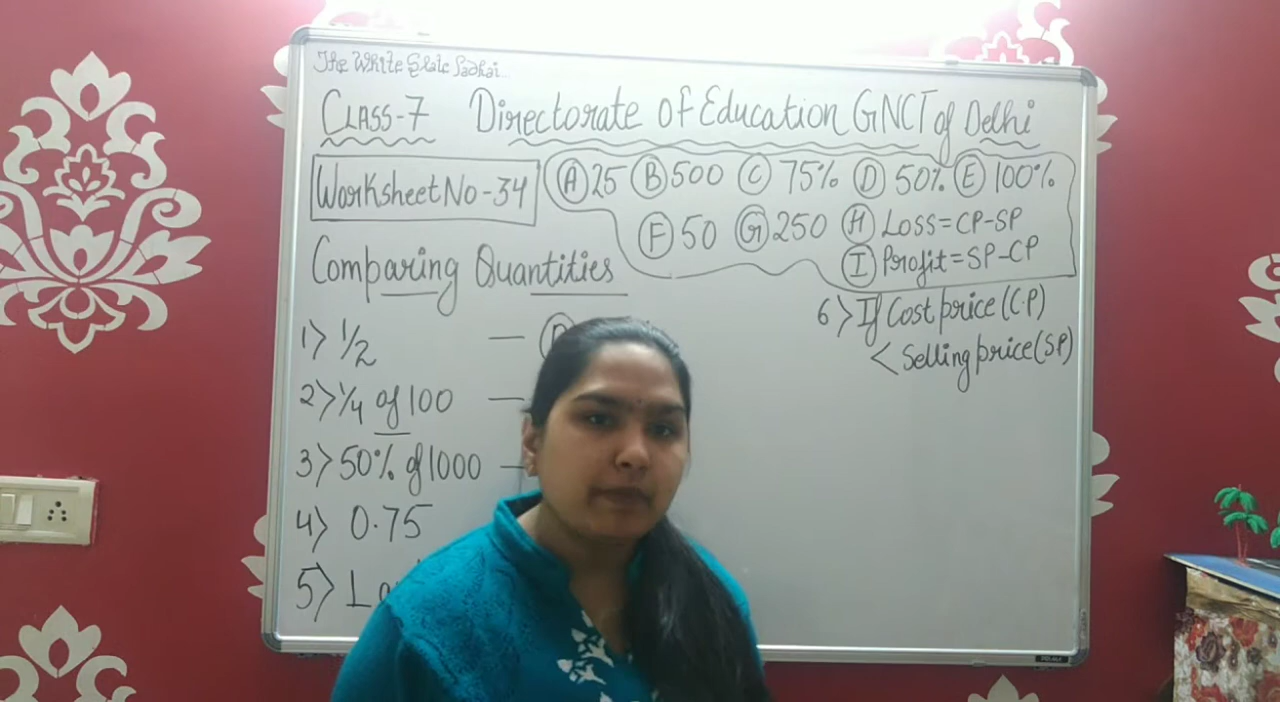 The White Slate Padhai
CLASS-7 Directorate of Education GNCT of Delhi
Worksheet No-34
(A) 25 (B) 500 (C) 75% (D) 50% (E) 100%
(F) 50 (G) 250 (H) Loss=CP-SP
(I) Profit=SP-CP
Comparing Quantities
1> 1/2 —
2> 1/4 of 100 —
3> 50% of 1000 —
4> 0.75
5>
6> If Cost price (C.P)
< Selling price (SP)